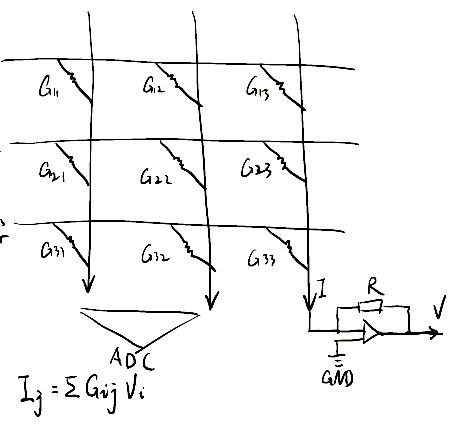 G11 G12 G13
G21 G22 G23
G31 G32 G33
I R V
ADC GND
Ij = Σ Gij Vi